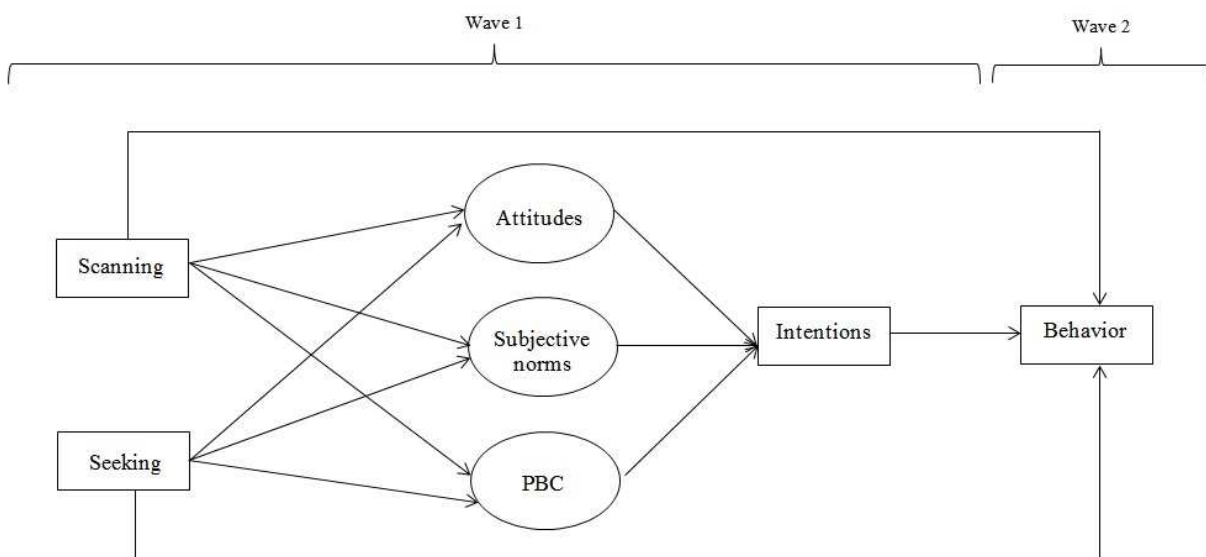 Wave 1
Wave 2
Attitudes
Scanning
Subjective
norms
Intentions
Behavior
Seeking
PBC